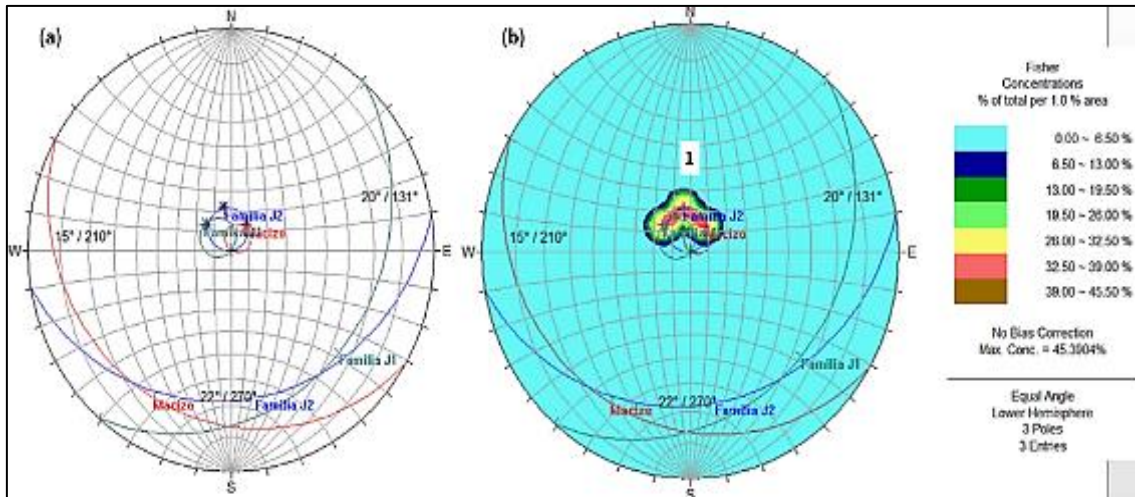 (a)
N
20° / 131°
Familia J2
Macizo
W
15° / 210°
E
Familia J1
22° / 270°
Macizo
Familia J2
S
(b)
N
1
20° / 131°
Familia J2
Macizo
W
15° / 210°
E
Familia J1
22° / 270°
Macizo
Familia J2
S
Fisher
Concentrations
% of total per 1.0 % area
0.00 ~ 6.50 %
6.50 ~ 13.00 %
13.00 ~ 19.50 %
19.50 ~ 26.00 %
26.00 ~ 32.50 %
32.50 ~ 39.00 %
39.00 ~ 45.50 %
No Bias Correction
Max. Conc. = 45.3904%
Equal Angle
Lower Hemisphere
3 Poles
3 Entries